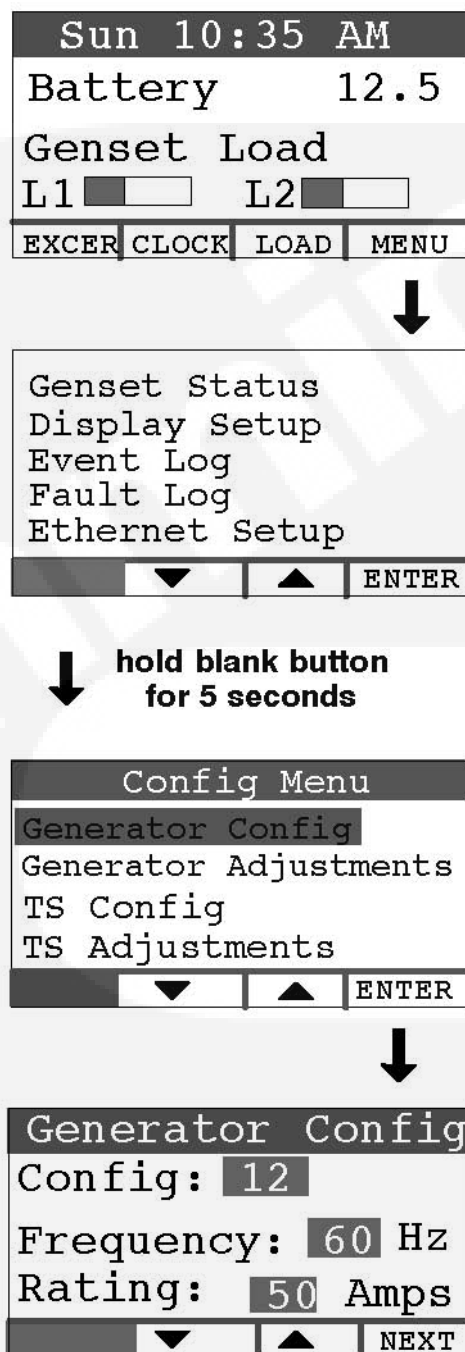 Sun 10:35 AM
Battery 12.5
Genset Load
L1 L2
EXCER CLOCK LOAD MENU
Genset Status
Display Setup
Event Log
Fault Log
Ethernet Setup
ENTER
hold blank button
for 5 seconds
Config Menu
Generator Config
Generator Adjustments
TS Config
TS Adjustments
ENTER
Generator Config
Config: 12
Frequency: 60 Hz
Rating: 50 Amps
NEXT